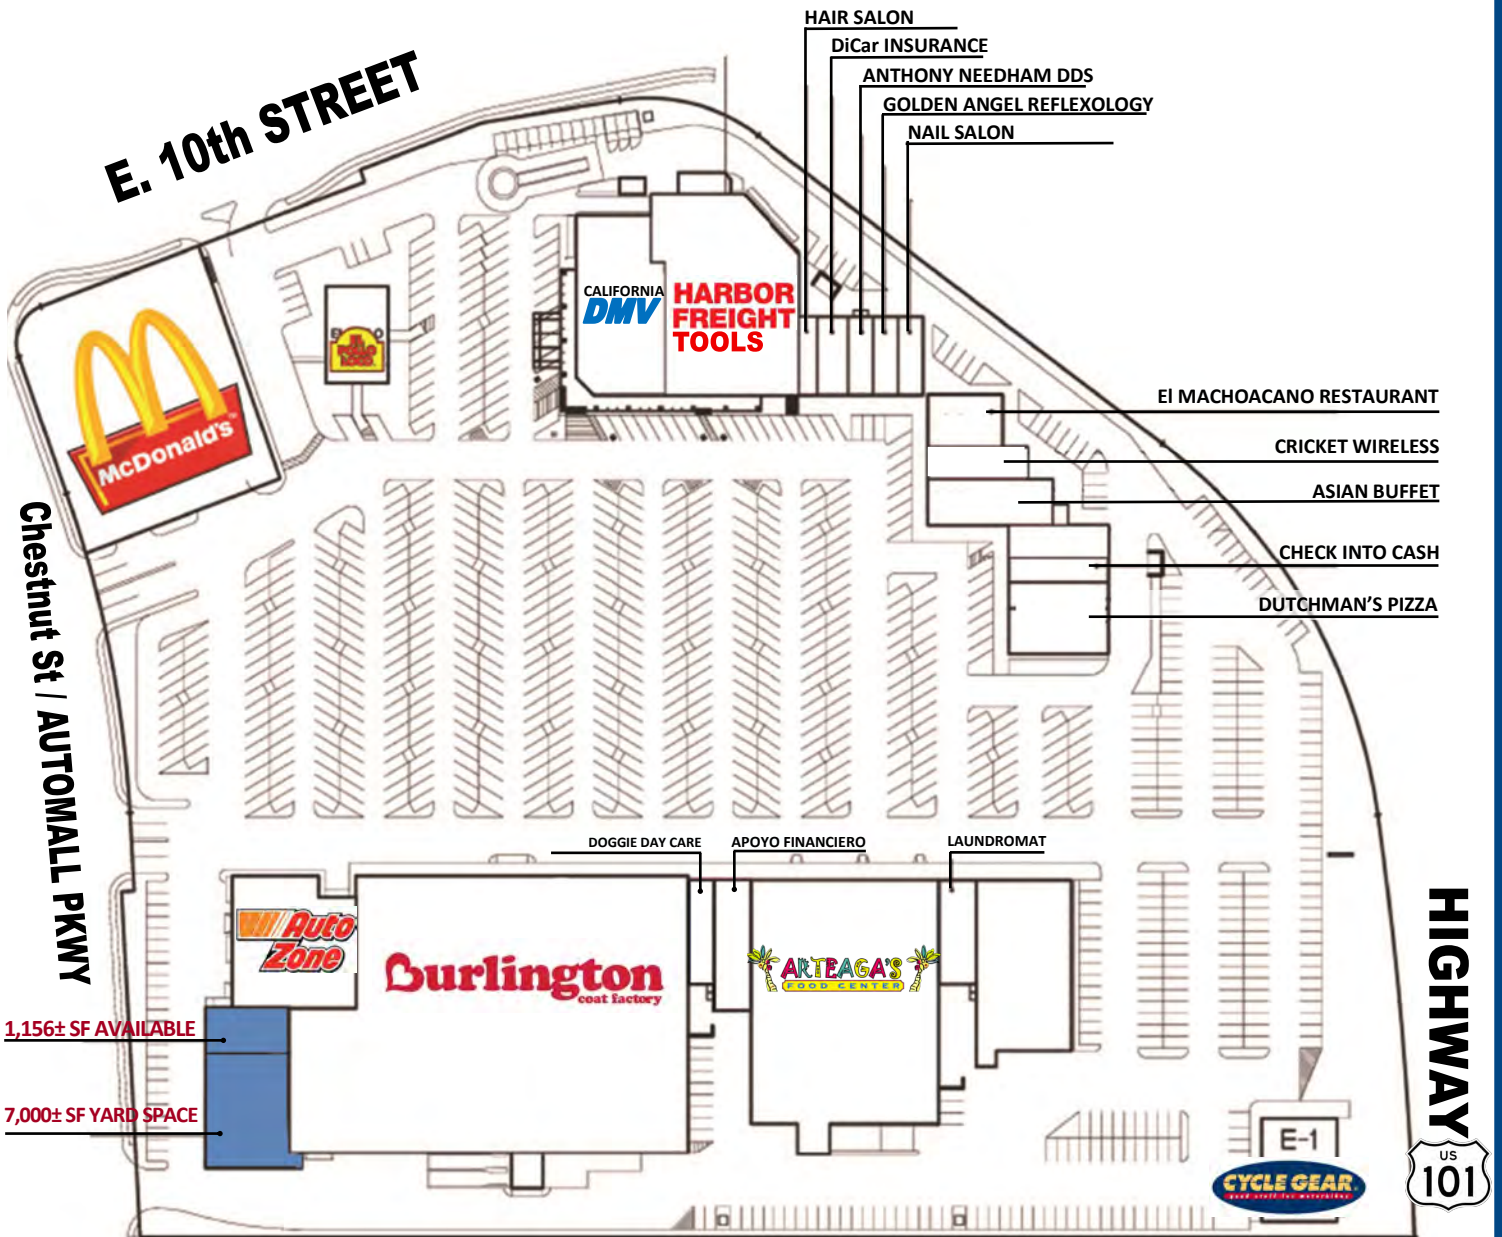 HAIR SALON
DiCar INSURANCE
ANTHONY NEEDHAM DDS
GOLDEN ANGEL REFLEXOLOGY
NAIL SALON
E. 10th STREET
CALIFORNIA
DMV
HARBOR
FREIGHT
TOOLS
McDonald's
El MACHOACANO RESTAURANT
CRICKET WIRELESS
ASIAN BUFFET
CHECK INTO CASH
DUTCHMAN'S PIZZA
Chestnut St / AUTOMALL PKWY
DOGGIE DAY CARE
APOYO FINANCIERO
LAUNDROMAT
Auto
Zone
Burlington
coat factory
ARTEAGA'S
FOOD CENTER
1,156± SF AVAILABLE
7,000± SF YARD SPACE
HIGHWAY
US
101
E-1
CYCLE GEAR